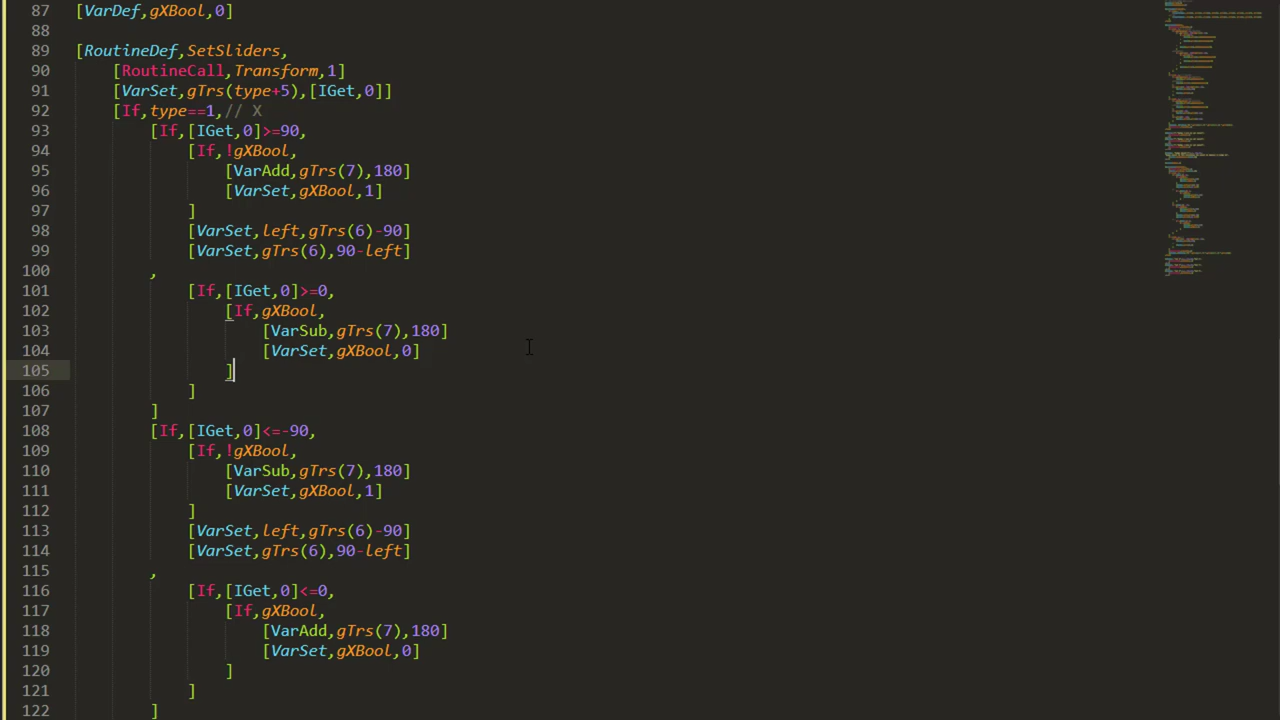 87 [VarDef,gXBool,0]
88
89 [RoutineDef,SetSliders,
90 [RoutineCall,Transform,1]
91 [VarSet,gTrs(type+5),[IGet,0]]
92 [If,type==1,// X
93 [If,[IGet,0]>=90,
94 [If,!gXBool,
95 [VarAdd,gTrs(7),180]
96 [VarSet,gXBool,1]
97 ]
98 [VarSet,left,gTrs(6)-90]
99 [VarSet,gTrs(6),90-left]
100 ,
101 [If,[IGet,0]>=0,
102 [If,gXBool,
103 [VarSub,gTrs(7),180]
104 [VarSet,gXBool,0]
105 ]
106 ]
107 ]
108 [If,[IGet,0]<=-90,
109 [If,!gXBool,
110 [VarSub,gTrs(7),180]
111 [VarSet,gXBool,1]
112 ]
113 [VarSet,left,gTrs(6)-90]
114 [VarSet,gTrs(6),90-left]
115 ,
116 [If,[IGet,0]<=0,
117 [If,gXBool,
118 [VarAdd,gTrs(7),180]
119 [VarSet,gXBool,0]
120 ]
121 ]
122 ]